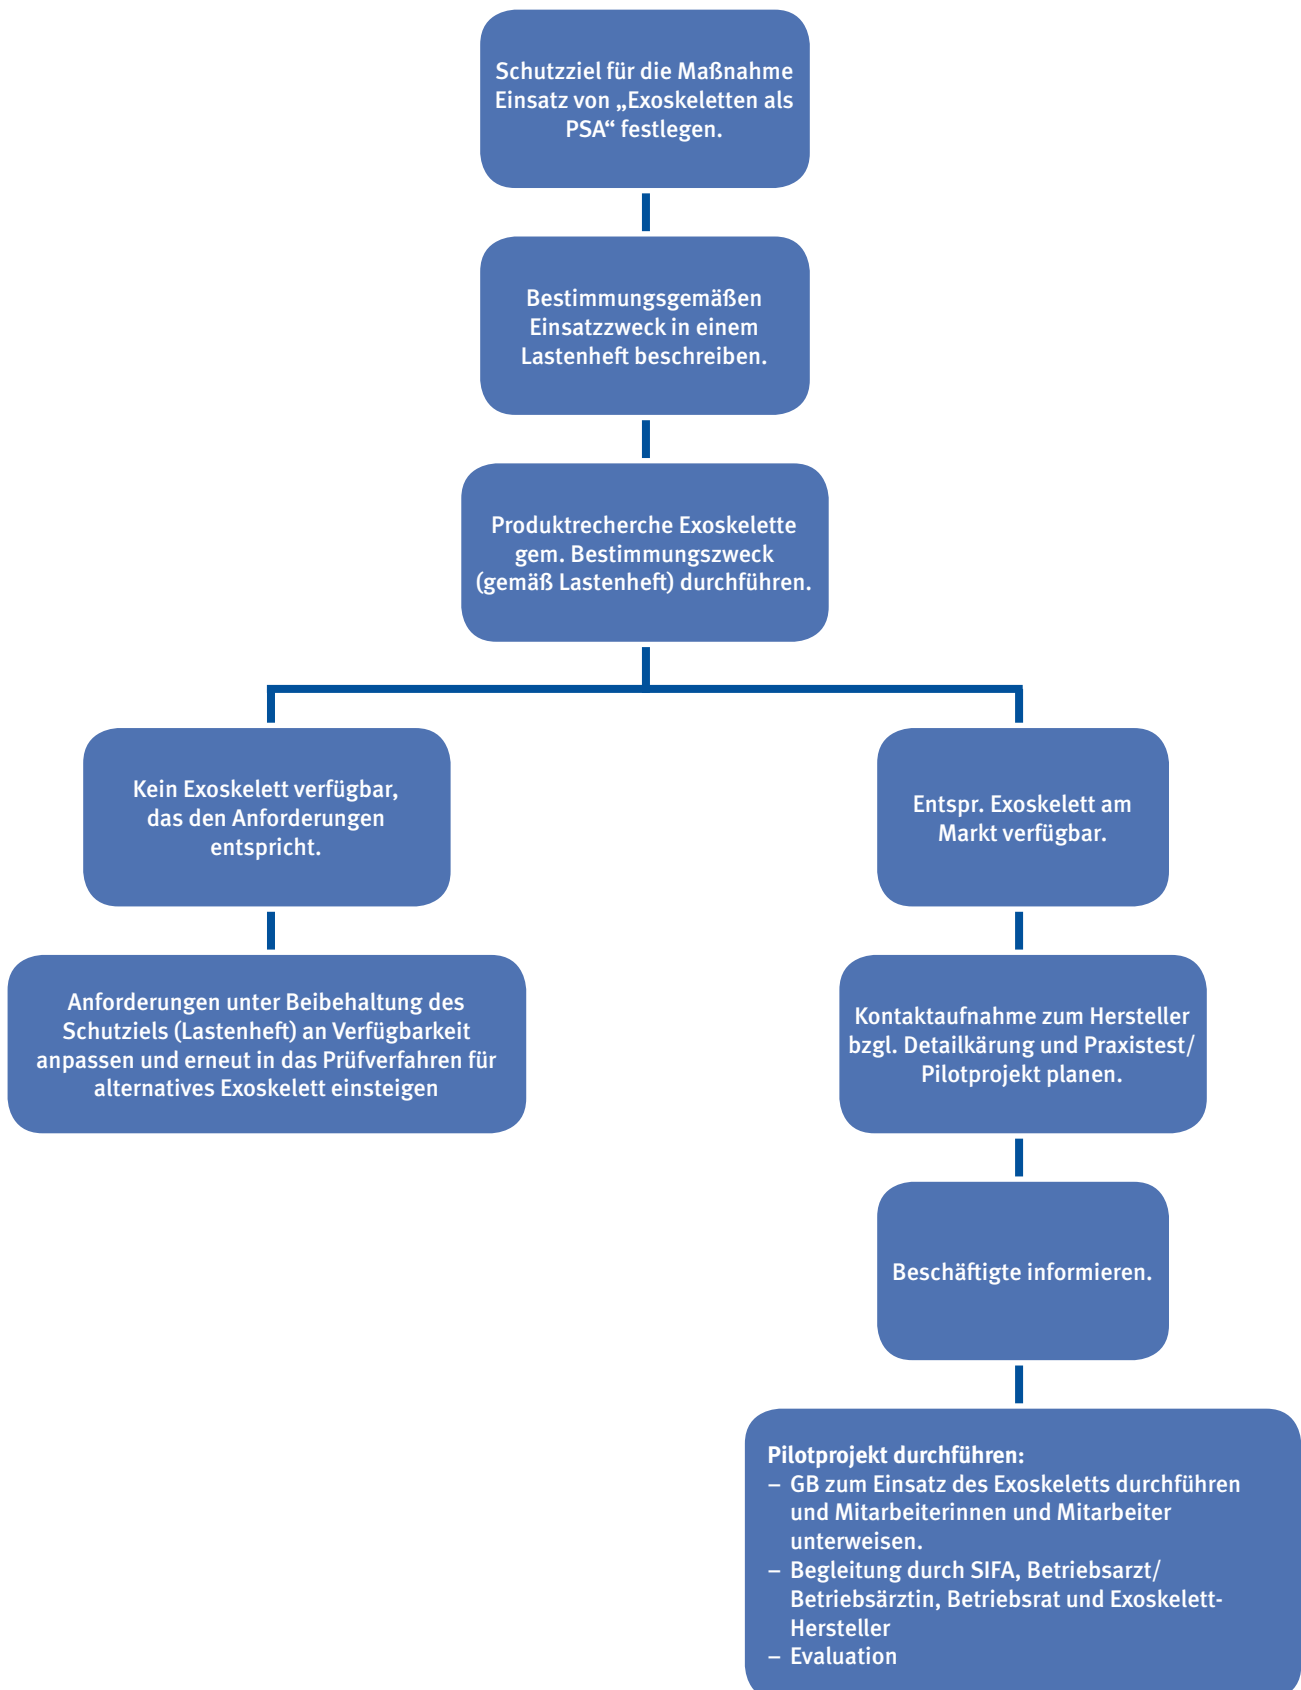 Schutzziel für die Maßnahme
Einsatz von „Exoskeletten als
PSA“ festlegen.
Bestimmungsgemäßen
Einsatzzweck in einem
Lastenheft beschreiben.
Produktrecherche Exoskelette
gem. Bestimmungszweck
(gemäß Lastenheft) durchführen.
Kein Exoskelett verfügbar,
das den Anforderungen
entspricht.
Anforderungen unter Beibehaltung des
Schutziels (Lastenheft) an Verfügbarkeit
anpassen und erneut in das Prüfverfahren für
alternatives Exoskelett einsteigen
Entspr. Exoskelett am
Markt verfügbar.
Kontaktaufnahme zum Hersteller
bzgl. Detailkärung und Praxistest/
Pilotprojekt planen.
Beschäftigte informieren.
Pilotprojekt durchführen:
– GB zum Einsatz des Exoskeletts durchführen
und Mitarbeiterinnen und Mitarbeiter
unterweisen.
– Begleitung durch SIFA, Betriebsarzt/
Betriebsärztin, Betriebsrat und Exoskelett-
Hersteller
– Evaluation